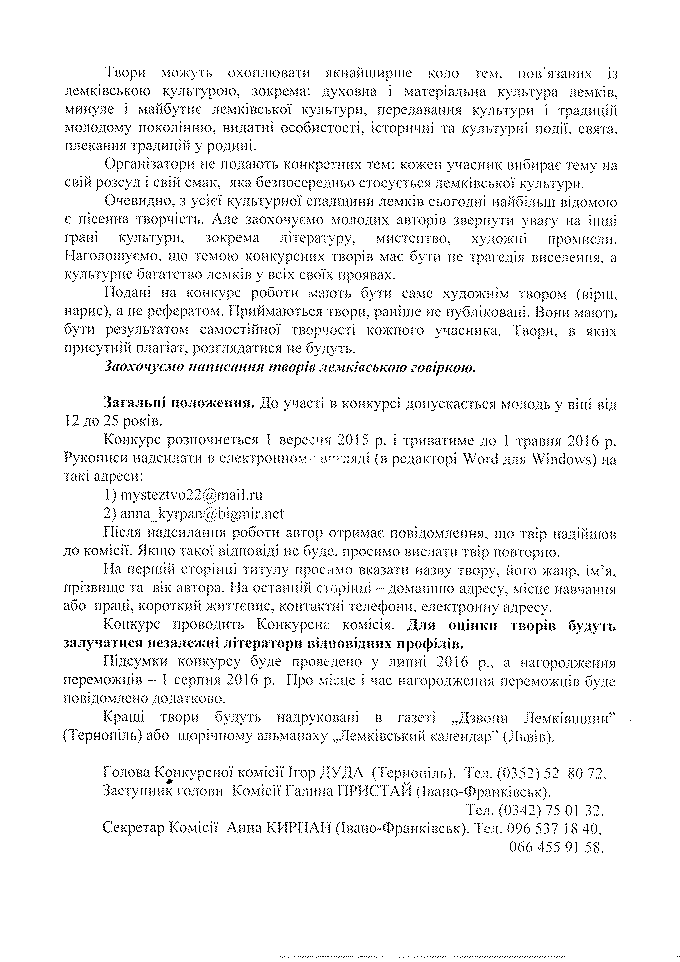 Твори можуть охоплювати якнайширше коло тем, пов'язаних із
лемківською культурою, зокрема: духовна і матеріальна культура лемків,
минуле і майбутнє лемківської культури, передавання культури і традицій
молодому поколінню, видатні особистості, історичні та культурні події, свята,
плекання традицій у родині.
Організатори не подають конкретних тем: кожен учасник вибирає тему на
свій розсуд і свій смак, яка безпосередньо стосується лемківської культури.
Очевидно, з усієї культурної спадщини лемків сьогодні найбільш відомою
є пісенна творчість. Але заохочуємо молодих авторів звернути увагу на інші
грані культури, зокрема літературу, мистецтво, художні промисли.
Наголошуємо, що темою конкурсних творів має бути не трагедія виселення, а
культурне багатство лемків у всіх своїх проявах.
Подані на конкурс роботи мають бути саме художнім твором (вірш,
нарис), а не рефератом. Приймаються твори, раніше не публіковані. Вони мають
бути результатом самостійної творчості кожного учасника. Твори, в яких
присутній плагіат, розглядатися не будуть.
Заохочуємо написання творів лемківською говіркою.
Загальні положення. До участі в конкурсі допускається молодь у віці від
12 до 25 років.
Конкурс розпочнеться 1 вересня 2015 р. і триватиме до 1 травня 2016 р.
Рукописи надсилати в електронному вигляді (в редакторі Word для Windows) на
такі адреси:
1) mysteztvo22@mail.ru
2) anna_kyrpan@bigmir.net
Після надсилання роботи автор отримає повідомлення, що твір надійшов
до комісії. Якщо такої відповіді не буде, просимо вислати твір повторно.
На першій сторінці титулу просимо вказати назву твору, його жанр, ім'я,
прізвище та вік автора. На останній сторінці – домашню адресу, місце навчання
або праці, короткий життєпис, контактні телефони, електронну адресу.
Конкурс проводить Конкурсна комісія. Для оцінки творів будуть
залучатися незалежні літератори відповідних профілів.
Підсумки конкурсу буде проведено у липні 2016 р., а нагородження
переможців – 1 серпня 2016 р. Про місце і час нагородження переможців буде
повідомлено додатково.
Кращі твори будуть надруковані в газеті „Дзвони Лемківщини"
(Тернопіль) або щорічному альманаху „Лемківський календар" (Львів).
Голова Конкурсної комісії Ігор ДУДА (Тернопіль). Тел. (0352) 52 80 72.
Заступник голови Комісії Галина ПРИСТАЙ (Івано-Франківськ).
Тел. (0342) 75 01 32.
Секретар Комісії Анна КИРПАН (Івано-Франківськ). Тел. 096 537 18 40,
066 455 91 58.